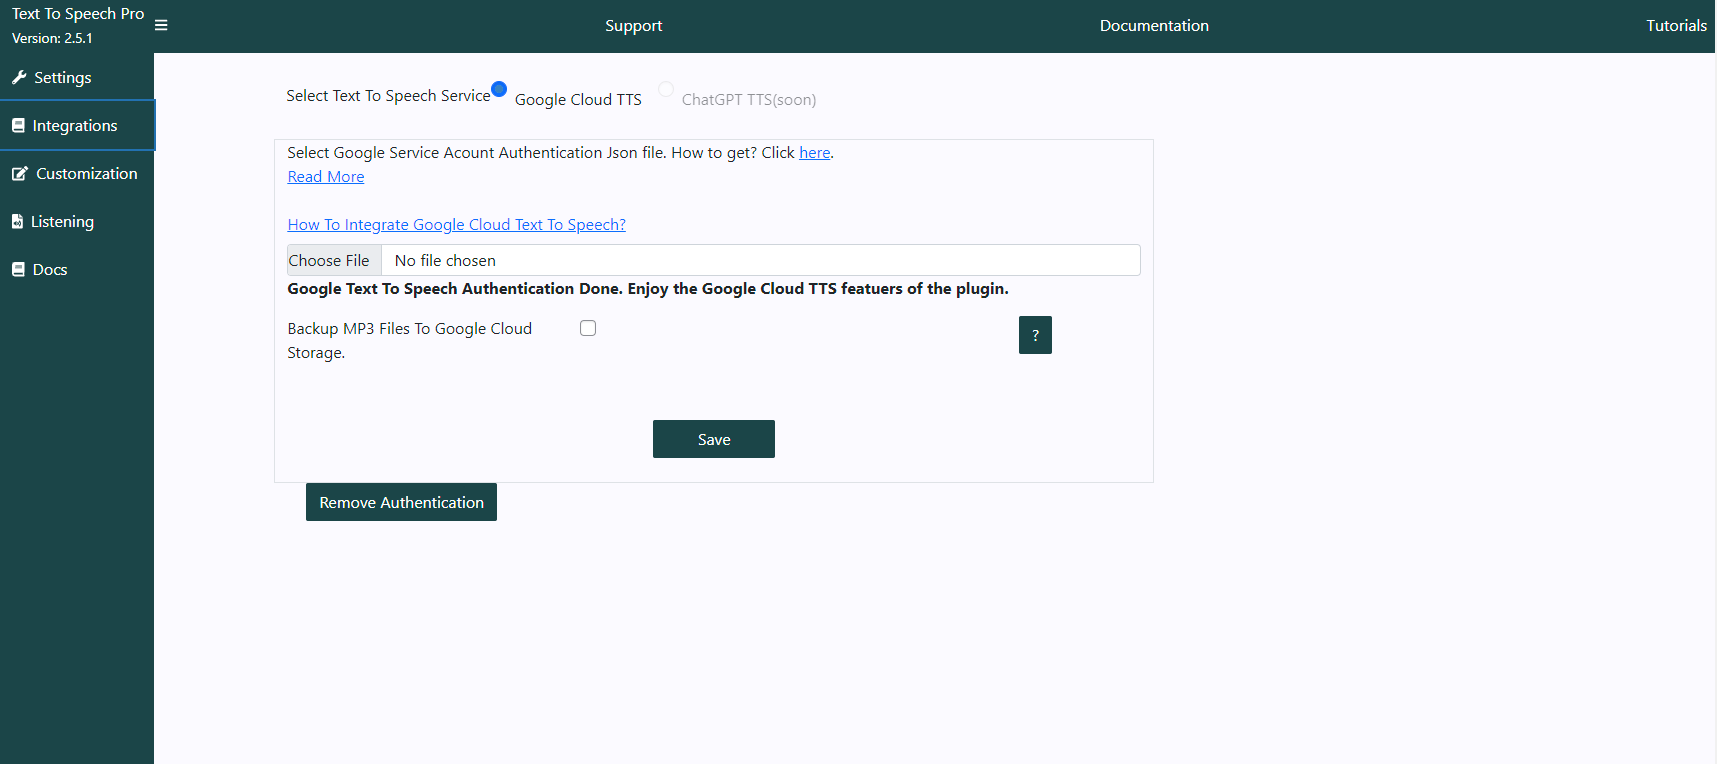 Text To Speech Pro
Version: 2.5.1
Support
Documentation
Tutorials
Settings
Integrations
Customization
Listening
Docs
Select Text To Speech Service
Google Cloud TTS
ChatGPT TTS(soon)
Select Google Service Acount Authentication Json file. How to get? Click here.
Read More
How To Integrate Google Cloud Text To Speech?
Choose File No file chosen
Google Text To Speech Authentication Done. Enjoy the Google Cloud TTS featuers of the plugin.
Backup MP3 Files To Google Cloud
Storage.
?
Save
Remove Authentication